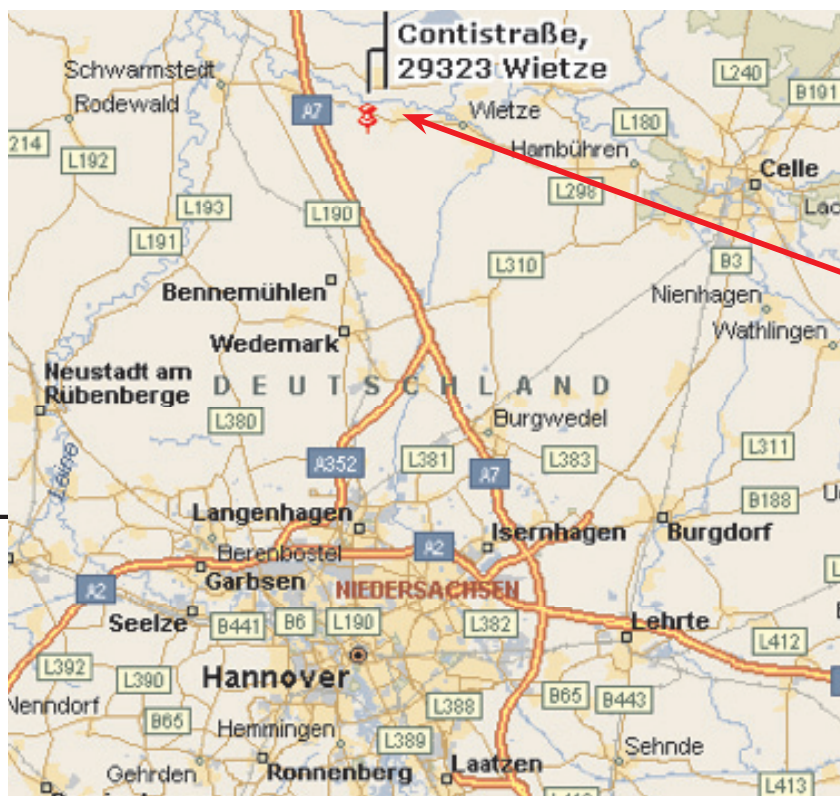 Contistraße,
29323 Wietze
Schwarmstedt
L240
B191
Rodewald
A7
Wietze
L180
214
L192
Hambühren
Celle
L298
L193
L190
L191
L310
B3
Bennemühlen
Nienhagen
Wedemark
Wathlingen
Neustadt am
Rübenberge
DEUTSCHLAND
L380
Burgwedel
Leine
A352
L381
L383
L311
A7
B188
Langenhagen
Isernhagen
Burgdorf
Berenbostel
A2
Garbsen
A2
NIEDERSACHSEN
Seelze
B441
B6
L190
L382
Lehrte
L412
L392
L390
Hannover
Nenndorf
B65
L388
B65
B443
Hemmingen
L389
Sehnde
Gehrden
Ronnenberg
Laatzen
L413